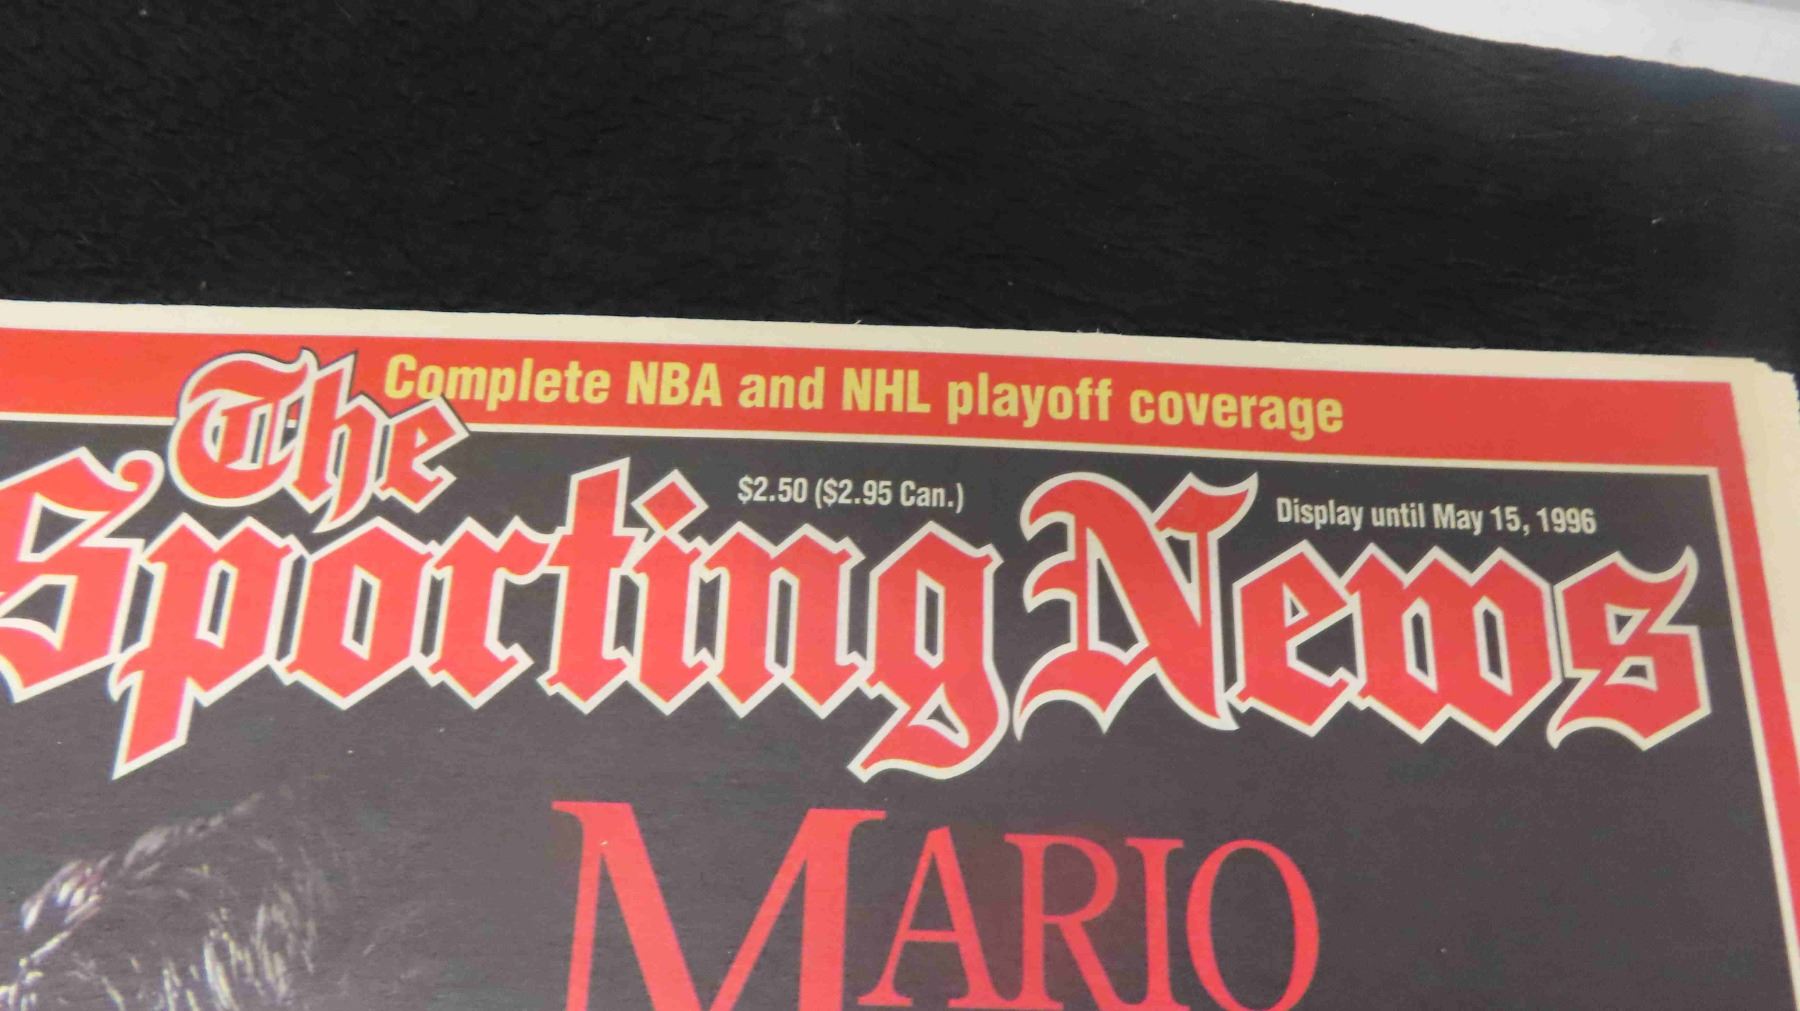 Complete NBA and NHL playoff coverage
The
Sporting News
$2.50 ($2.95 Can.)
Display until May 15, 1996
MARIO